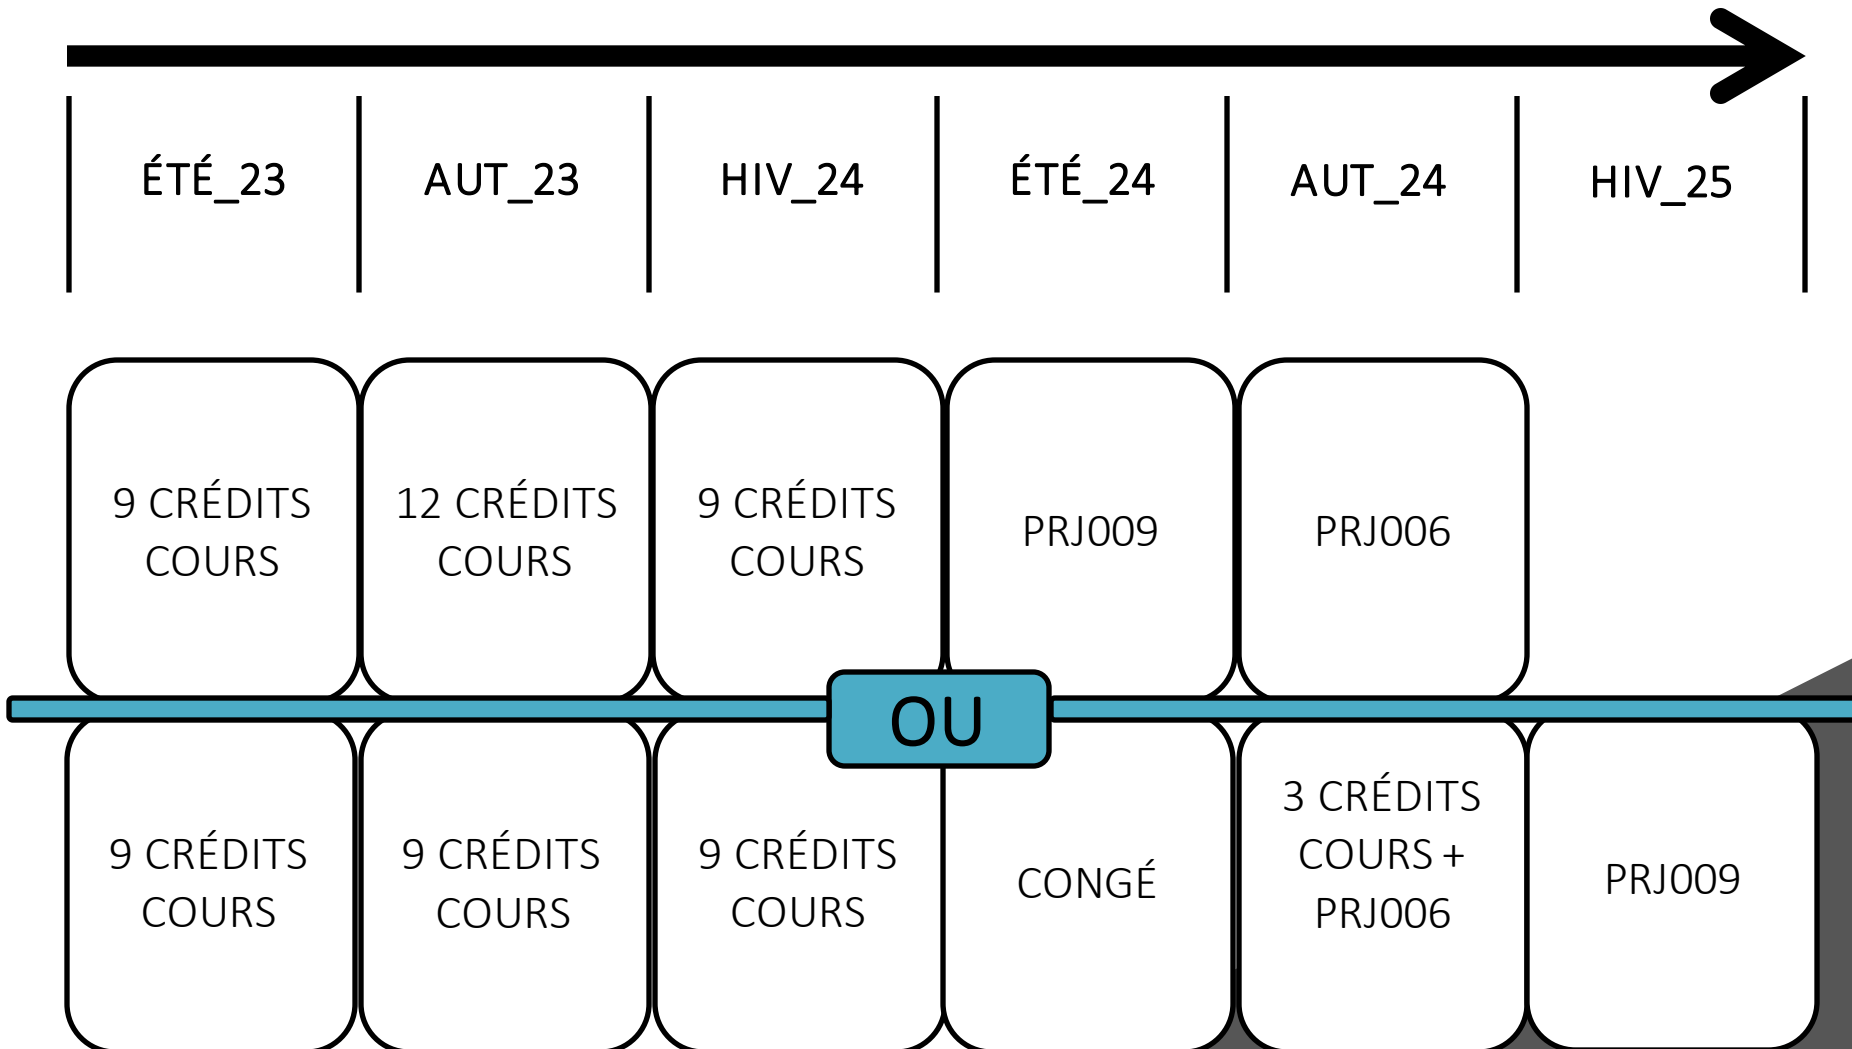 ÉTÉ_23
AUT_23
HIV_24
ÉTÉ_24
AUT_24
HIV_25
9 CRÉDITS
COURS
12 CRÉDITS
COURS
9 CRÉDITS
COURS
PRJ009
PRJ006
OU
9 CRÉDITS
COURS
9 CRÉDITS
COURS
9 CRÉDITS
COURS
CONGÉ
3 CRÉDITS
COURS +
PRJ006
PRJ009